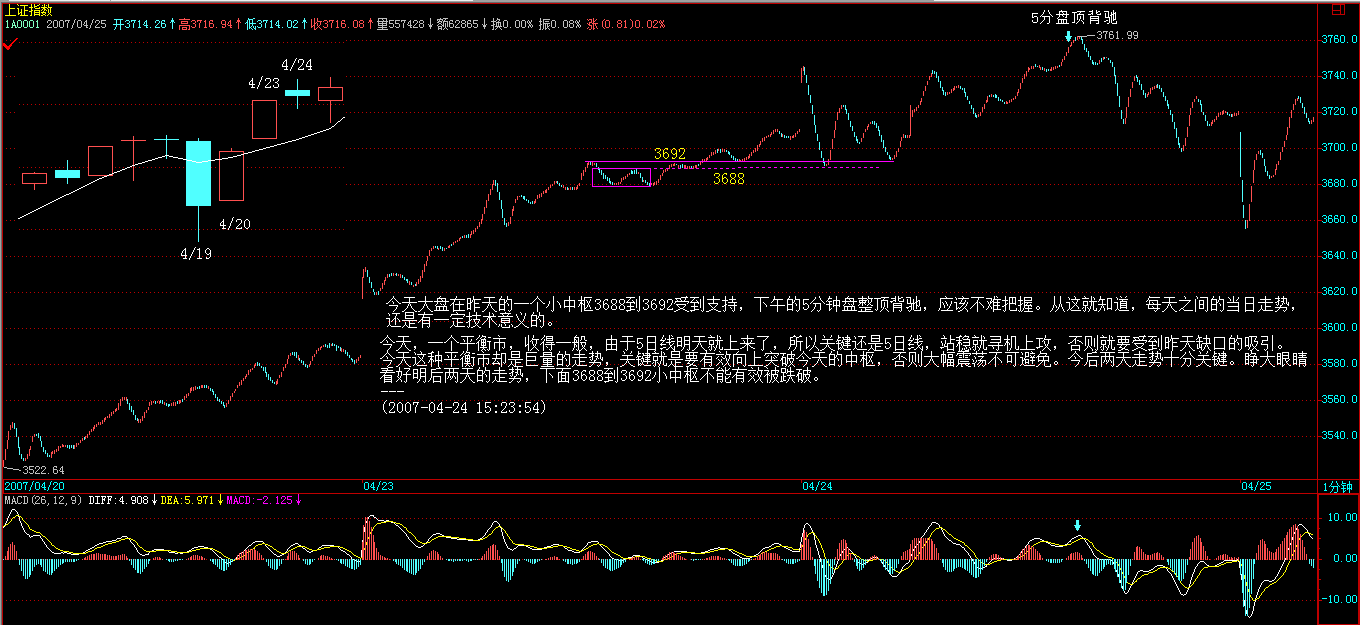 上证指数
1A0001 2007/04/25 开3714.26↑高3716.94↑低3714.02↑收3716.08↑量557428↓额62865↓换0.00% 振0.08% 涨(0.81)0.02%
5分盘顶背驰
3761.99
4/24
4/23
4/20
4/19
3692
3688
3760.0
3740.0
3720.0
3700.0
3680.0
3660.0
3640.0
3620.0
3600.0
3580.0
3560.0
3540.0
今天大盘在昨天的一个小中枢3688到3692受到支持，下午的5分钟盘整顶背驰，应该不难把握。从这就知道，每天之间的当日走势，
还是有一定技术意义的。
今天，一个平衡市，收得一般，由于5日线明天就上来了，所以关键还是5日线，站稳就寻机上攻，否则就要受到昨天缺口的吸引。
今天这种平衡市却是巨量的走势，关键就是要有效向上突破今天的中枢，否则大幅震荡不可避免。今后两天走势十分关键。睁大眼晴
看好明后两天的走势，下面3688到3692小中枢不能有效被跌破。
---
(2007-04-24 15:23:54)
3522.64
2007/04/20 04/23 04/24 04/25 1分钟
MACD(26,12,9) DIFF:4.908↓DEA:5.971↓MACD:-2.125↓
10.00
0.00
-10.00